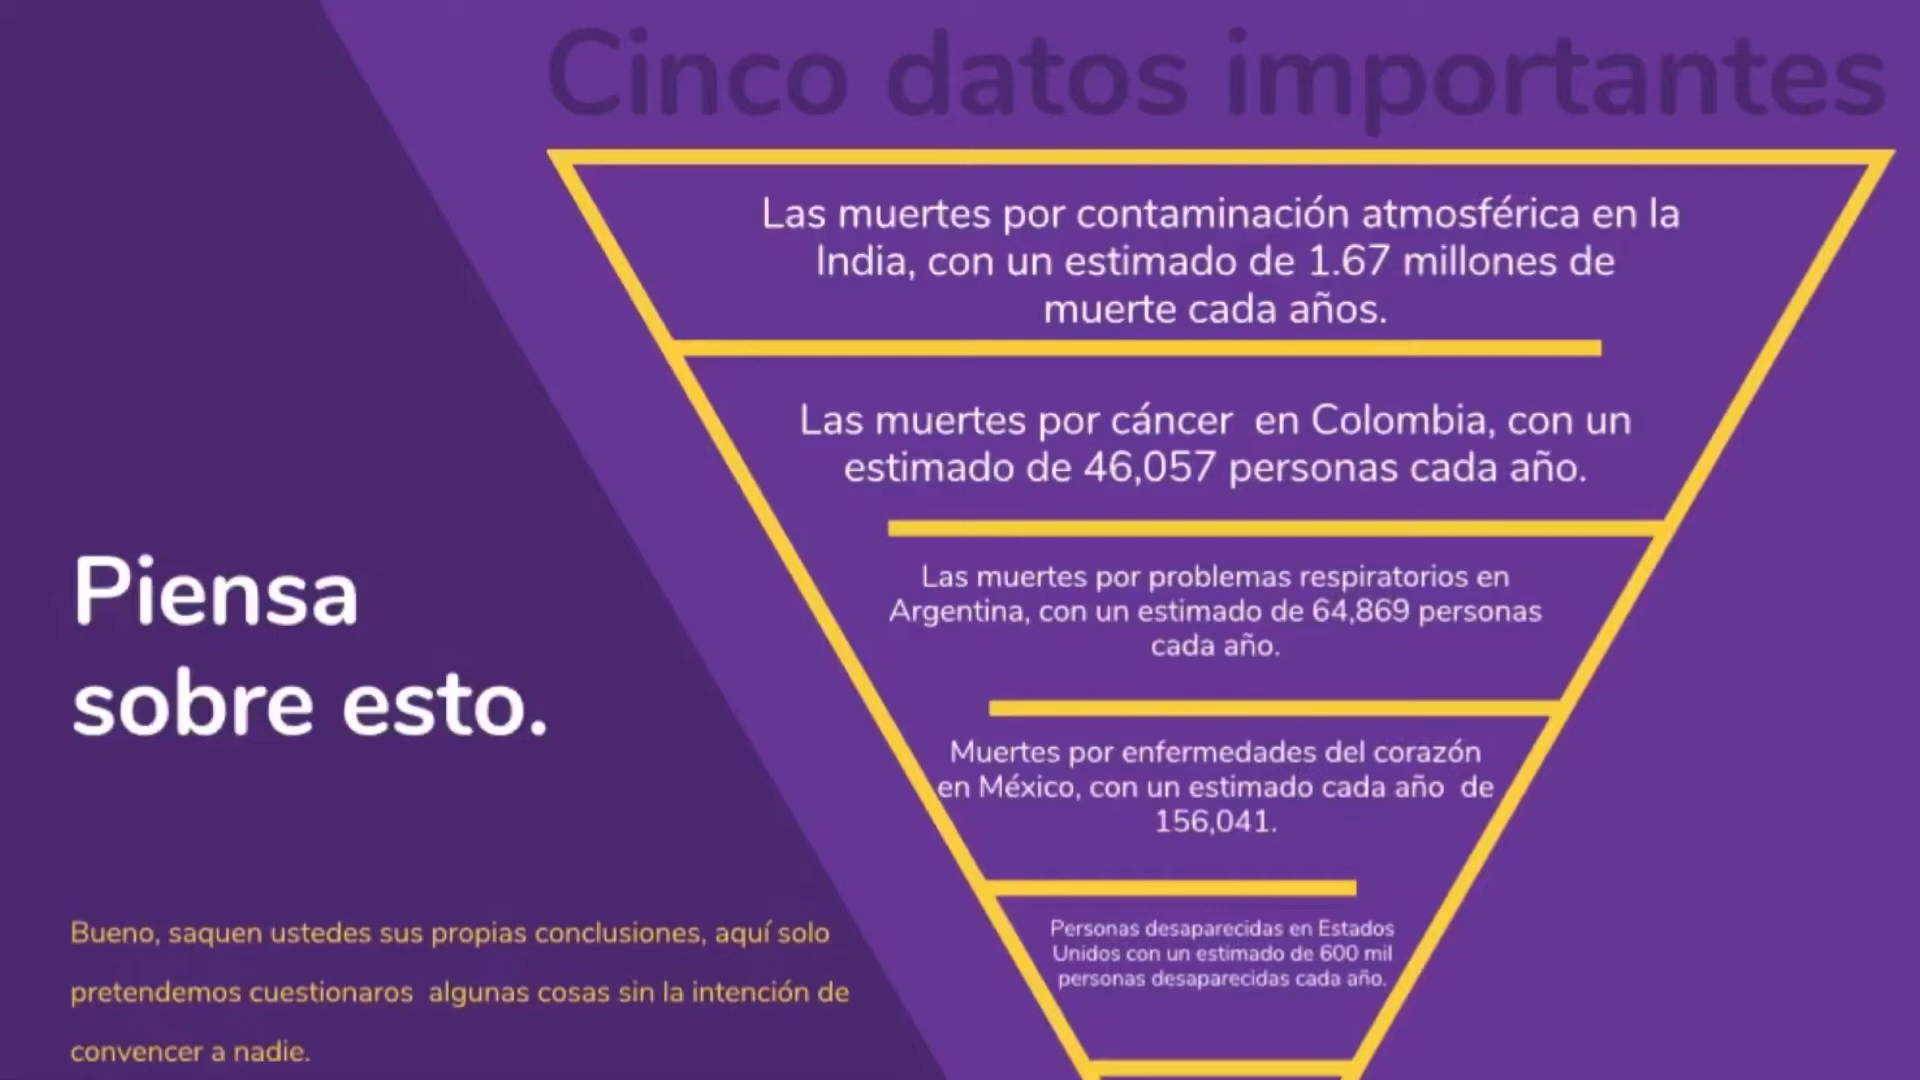 Cinco datos importantes
Las muertes por contaminación atmosférica en la
India, con un estimado de 1.67 millones de
muerte cada años.
Las muertes por cáncer  en Colombia, con un
estimado de 46,057 personas cada año.
Las muertes por problemas respiratorios en
Argentina, con un estimado de 64,869 personas
cada año.
Muertes por enfermedades del corazón
en México, con un estimado cada año  de
156,041.
Personas desaparecidas en Estados
Unidos con un estimado de 600 mil
personas desaparecidas cada año.
Piensa
sobre esto.
Bueno, saquen ustedes sus propias conclusiones, aquí solo
pretendemos cuestionaros  algunas cosas sin la intención de
convencer a nadie.